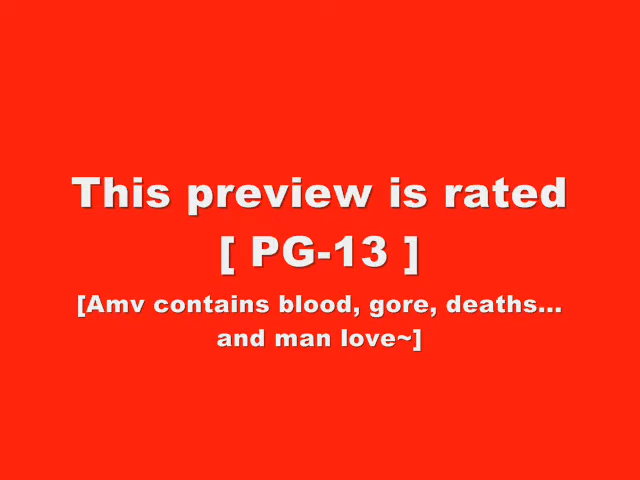 This preview is rated
[ PG-13 ]
[Amv contains blood, gore, deaths...
and man love~]